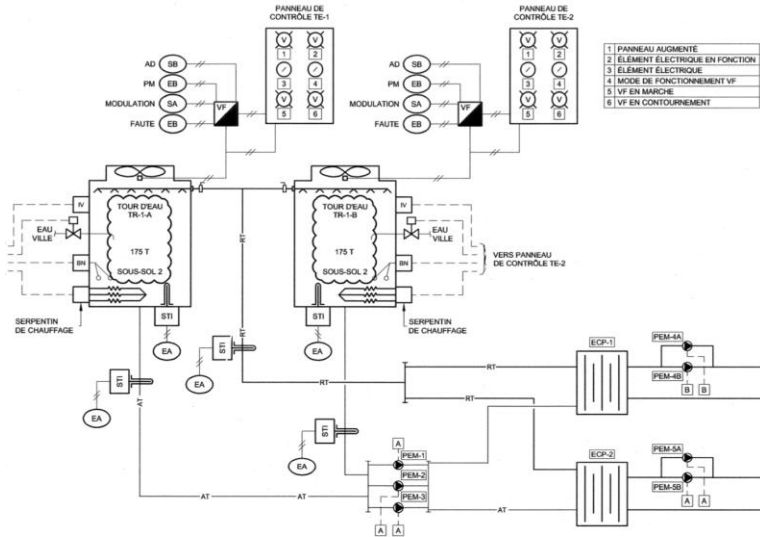 PANNEAU DE
CONTRÔLE TE-1
PANNEAU DE
CONTRÔLE TE-2
AD
SB
PM
EB
MODULATION
SA
FAUTE
EB
VF
V
V
1
2
3
4
V
V
5
6
AD
SB
PM
EB
MODULATION
SA
FAUTE
EB
VF
V
V
1
2
3
4
V
V
5
6
1 PANNEAU AUGMENTÉ
2 ÉLÉMENT ÉLECTRIQUE EN FONCTION
3 ÉLÉMENT ÉLECTRIQUE
4 MODE DE FONCTIONNEMENT VF
5 VF EN MARCHE
6 VF EN CONTOURNEMENT
IV
EAU
VILLE
BN
TOUR D'EAU
TR-1-A
175 T
SOUS-SOL 2
SERPENTIN
DE CHAUFFAGE
STI
EA
RT
TOUR D'EAU
TR-1-B
175 T
SOUS-SOL 2
IV
EAU
VILLE
BN
VERS PANNEAU
DE CONTRÔLE TE-2
STI
EA
SERPENTIN
DE CHAUFFAGE
RT
STI
EA
STI
EA
AT
RT
RT
RT
STI
EA
ECP-1
PEM-4A
PEM-4B
B
B
A
PEM-1
PEM-2
PEM-3
A
A
AT
AT
AT
ECP-2
PEM-5A
PEM-5B
A
A